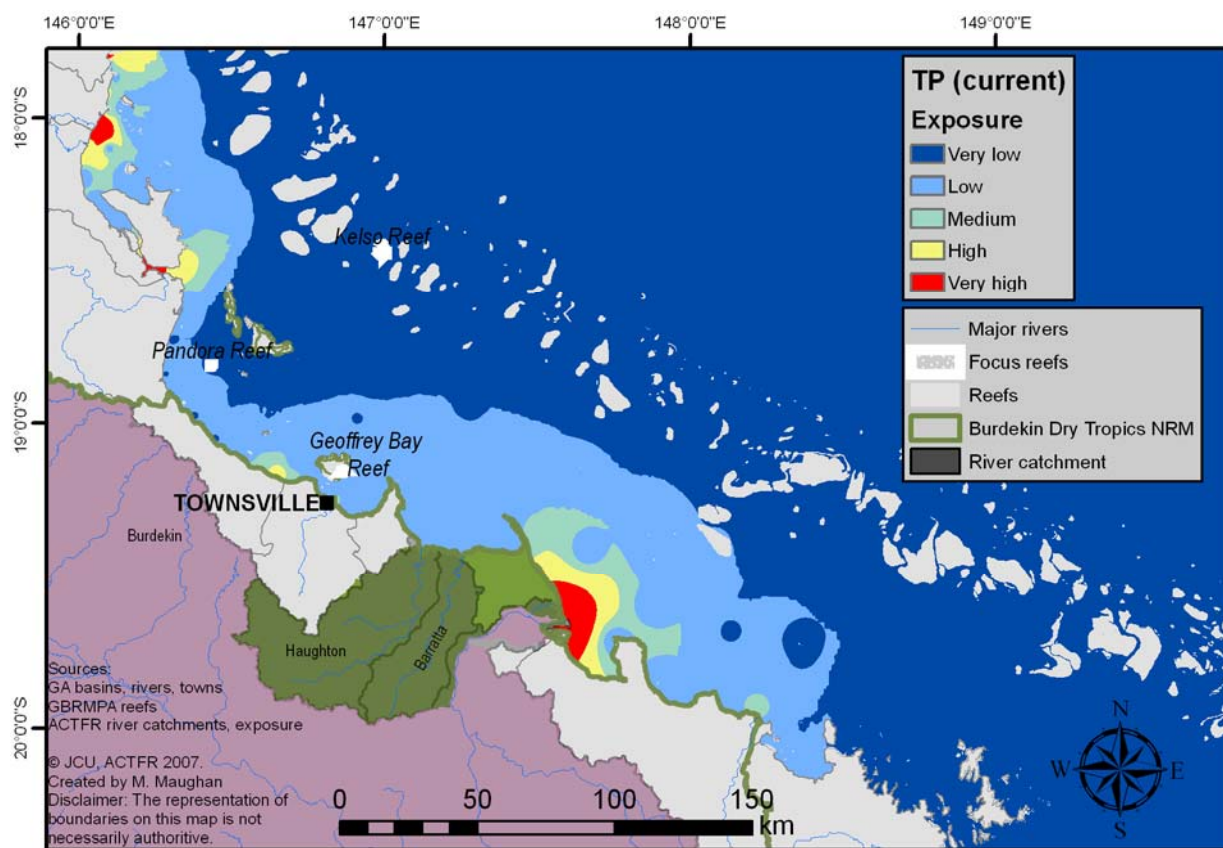 146°0'0"E
147°0'0"E
148°0'0"E
149°0'0"E
18°0'0"S
19°0'0"S
20°0'0"S
TP (current)
Exposure
Very low
Low
Medium
High
Very high
Major rivers
Focus reefs
Reefs
Burdekin Dry Tropics NRM
River catchment
Kelso Reef
Pandora Reef
Geoffrey Bay
Reef
TOWNSVILLE
Burdekin
Haughton
Barratta
Sources:
GA basins, rivers, towns
GBRMPA reefs
ACTFR river catchments, exposure
© JCU, ACTFR 2007.
Created by M. Maughan
Disclaimer: The representation of
boundaries on this map is not
necessarily authoritive.
0 50 100 150
km
N
W E
S